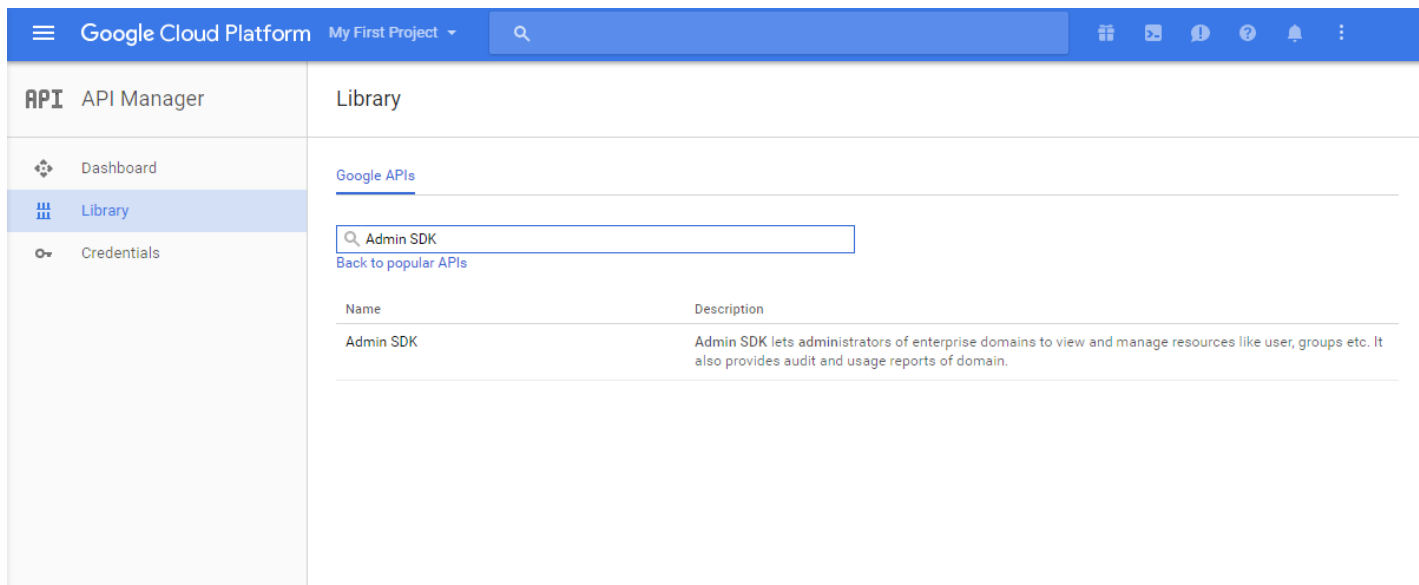 Google Cloud Platform My First Project
API API Manager
Library
Dashboard
Library
Credentials
Google APIs
Admin SDK
Back to popular APIs
Name Description
Admin SDK Admin SDK lets administrators of enterprise domains to view and manage resources like user, groups etc. It
also provides audit and usage reports of domain.